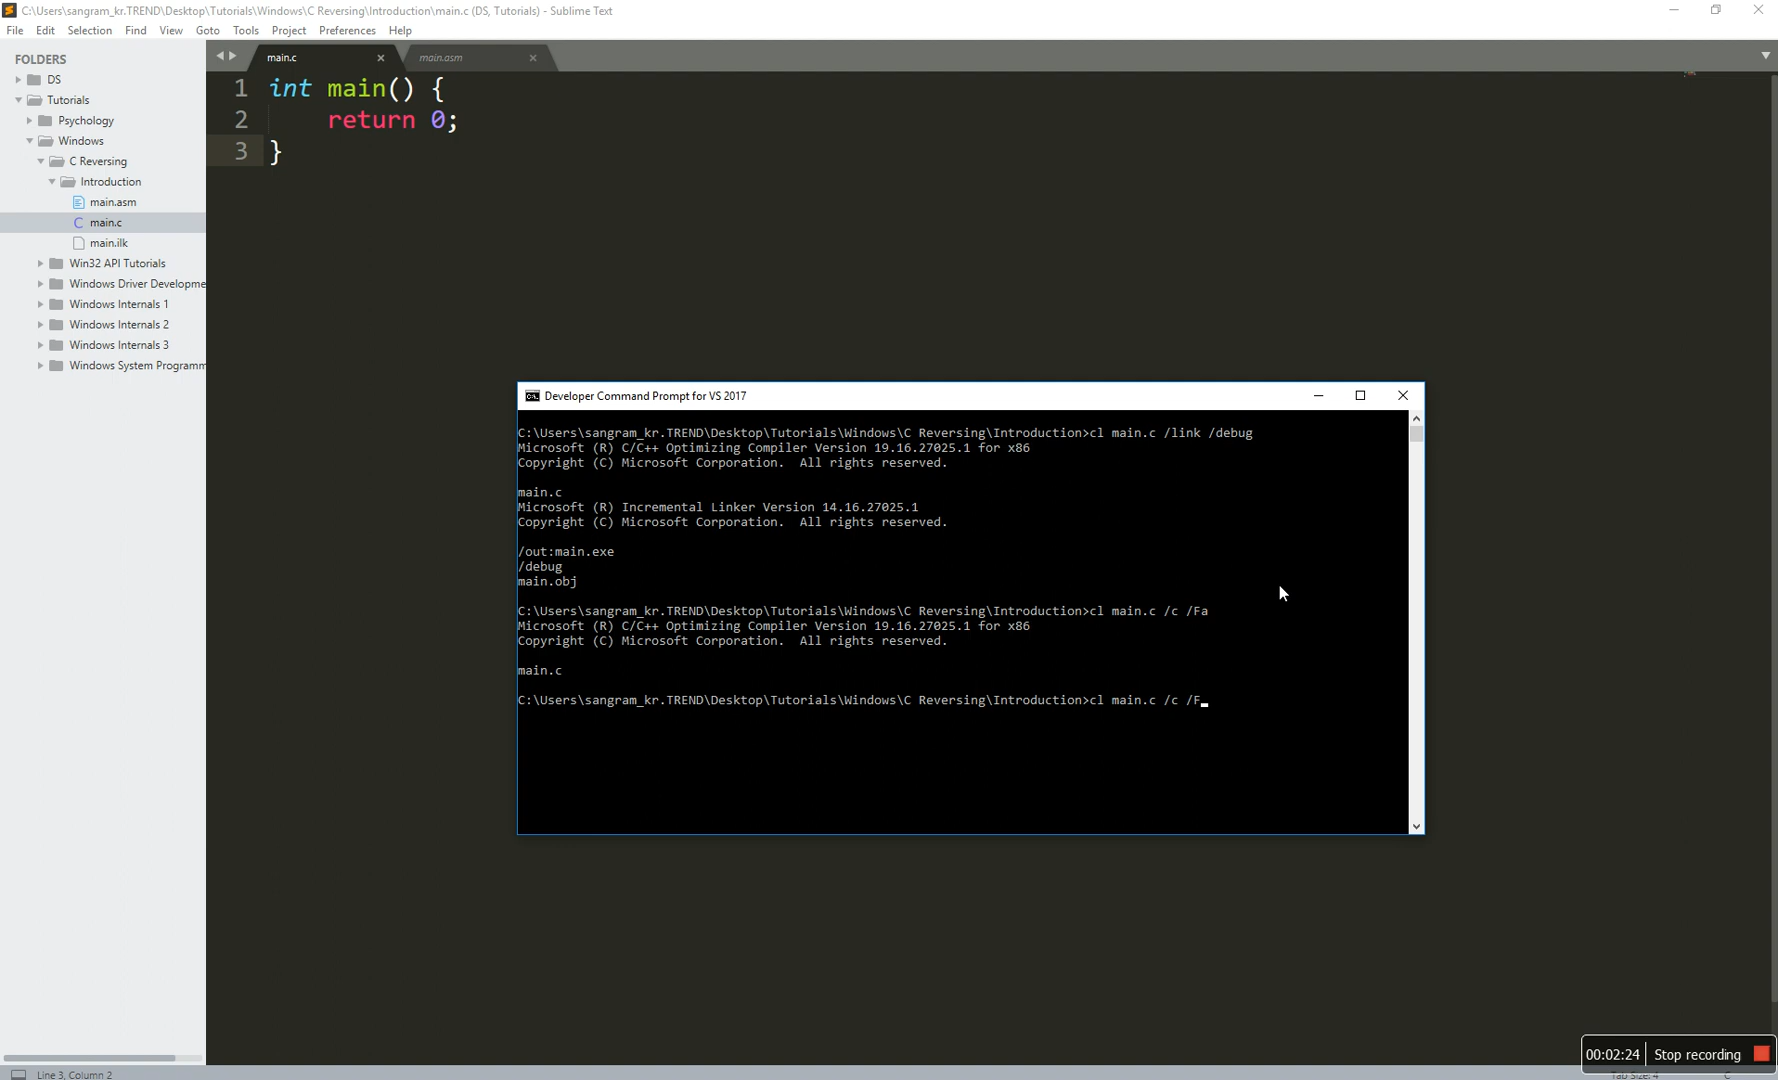 C:\Users\sangram_kr.TREND\Desktop\Tutorials\Windows\C Reversing\Introduction\main.c (DS, Tutorials) - Sublime Text
File Edit Selection Find View Goto Tools Project Preferences Help
FOLDERS
DS
Tutorials
Psychology
Windows
C Reversing
Introduction
main.asm
main.c
main.ilk
Win32 API Tutorials
Windows Driver Developme
Windows Internals 1
Windows Internals 2
Windows Internals 3
Windows System Programm
main.c main.asm
1 int main() {
2 return 0;
3 }
Developer Command Prompt for VS 2017
C:\Users\sangram_kr.TREND\Desktop\Tutorials\Windows\C Reversing\Introduction>cl main.c /link /debug
Microsoft (R) C/C++ Optimizing Compiler Version 19.16.27025.1 for x86
Copyright (C) Microsoft Corporation.  All rights reserved.
main.c
Microsoft (R) Incremental Linker Version 14.16.27025.1
Copyright (C) Microsoft Corporation.  All rights reserved.
/out:main.exe
/debug
main.obj
C:\Users\sangram_kr.TREND\Desktop\Tutorials\Windows\C Reversing\Introduction>cl main.c /c /Fa
Microsoft (R) C/C++ Optimizing Compiler Version 19.16.27025.1 for x86
Copyright (C) Microsoft Corporation.  All rights reserved.
main.c
C:\Users\sangram_kr.TREND\Desktop\Tutorials\Windows\C Reversing\Introduction>cl main.c /c /F
00:02:24 Stop recording
Line 3, Column 2
Tab Size: 4 C